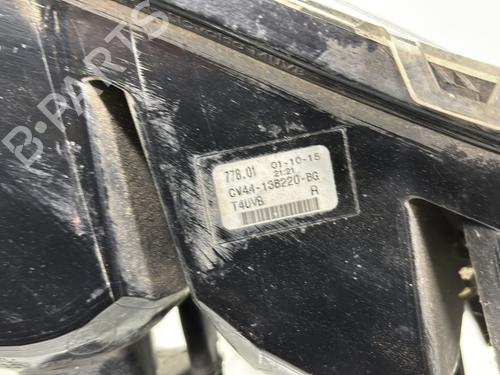 B-PARTS
778.01 01-10-15
21:21
CV44-13B220-BG
T4UVB R